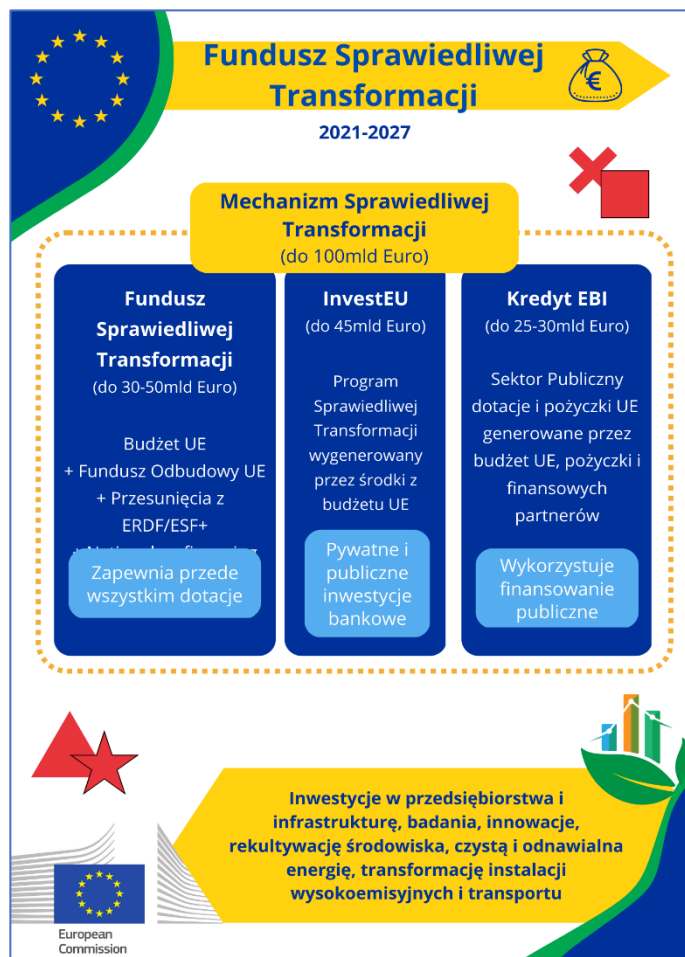 Fundusz Sprawiedliwej
Transformacji
€
2021-2027
Mechanizm Sprawiedliwej
Transformacji
(do 100mld Euro)
Fundusz
Sprawiedliwej
Transformacji
(do 30-50mld Euro)
Budżet UE
+ Fundusz Odbudowy UE
+ Przesunięcia z
ERDF/ESF+
Zapewnia przede
wszystkim dotacje
InvestEU
(do 45mld Euro)
Program
Sprawiedliwej
Transformacji
wygenerowany
przez środki z
budżetu UE
Pywatne i
publiczne
inwestycje
bankowe
Kredyt EBI
(do 25-30mld Euro)
Sektor Publiczny
dotacje i pożyczki UE
generowane przez
budżet UE, pożyczki i
finansowych
partnerów
Wykorzystuje
finansowanie
publiczne
Inwestycje w przedsiębiorstwa i
infrastrukturę, badania, innowacje,
rekultywację środowiska, czystą i odnawialna
energię, transformację instalacji
wysokoemisyjnych i transportu
European
Commission